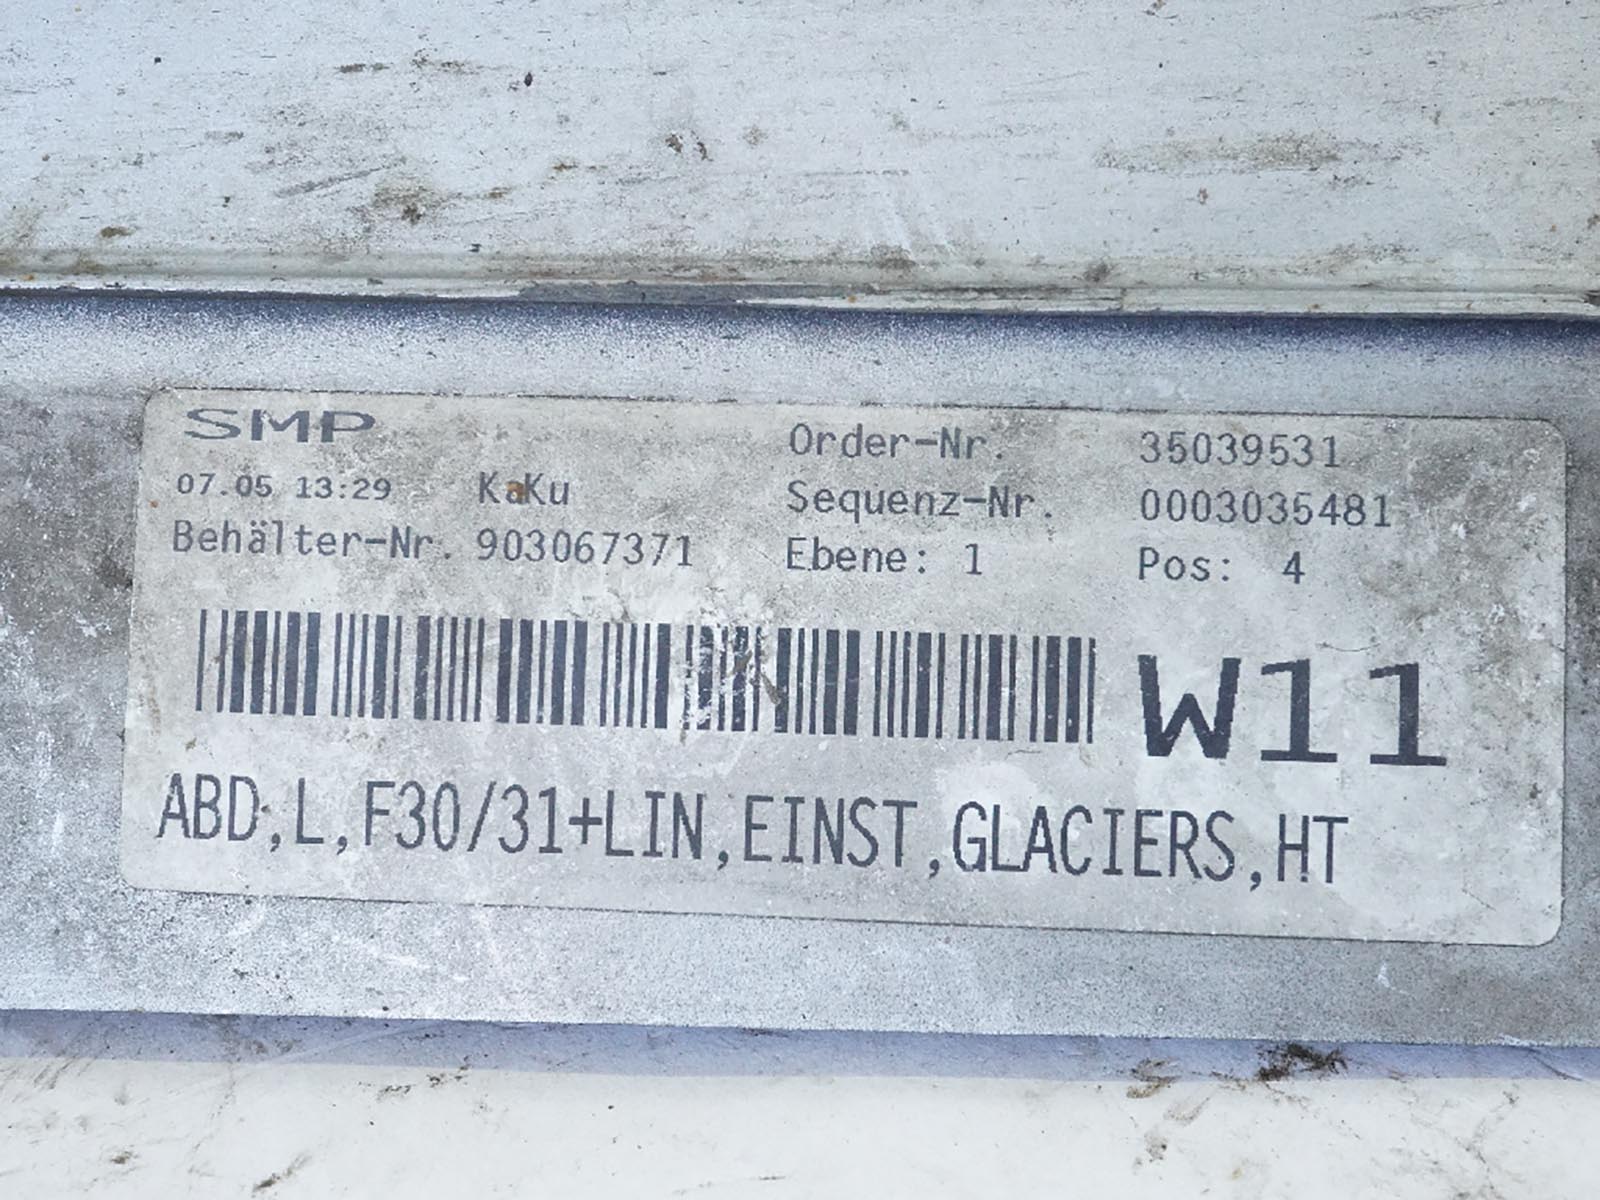 SMP
07.05 13:29 KaKu
Behälter-Nr. 903067371
Order-Nr. 35039531
Sequenz-Nr. 0003035481
Ebene: 1 Pos: 4
W11
ABD,L,F30/31+LIN,EINST,GLACIERS,HT